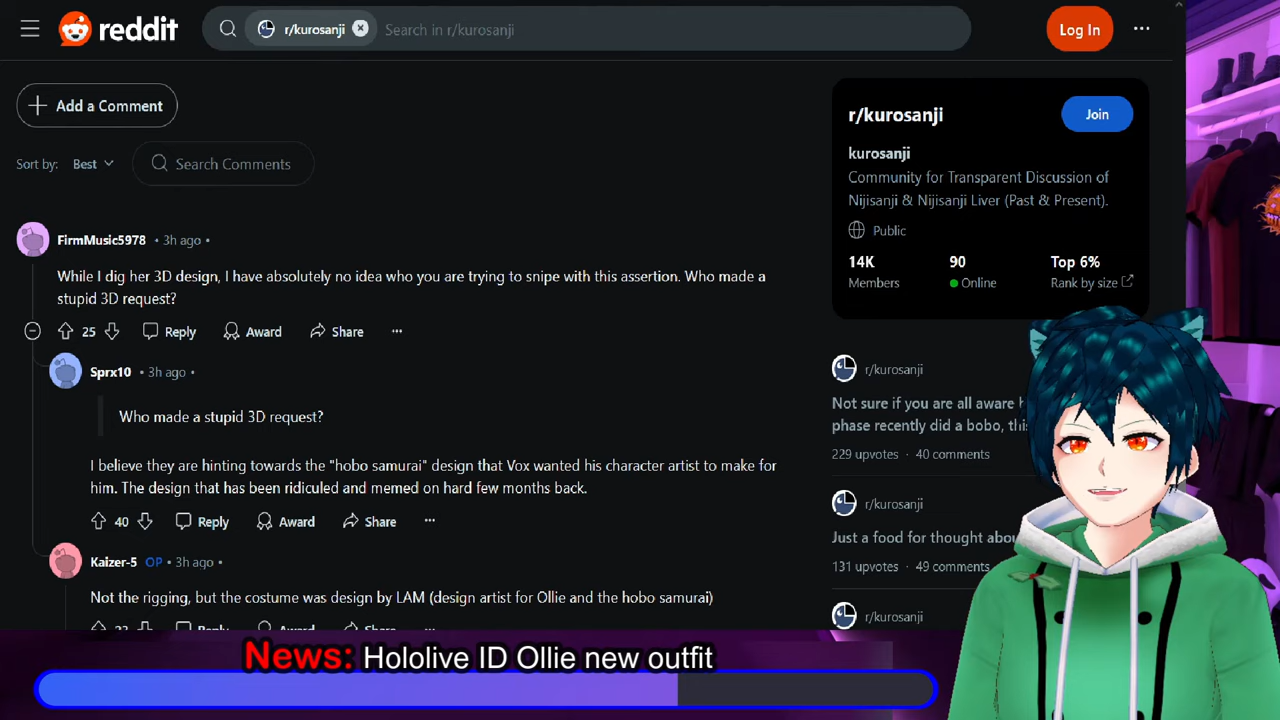 reddit
r/kurosanji
Search in r/kurosanji
Log In
Add a Comment
Sort by:
Best
Search Comments
FirmMusic5978 • 3h ago •
While I dig her 3D design, I have absolutely no idea who you are trying to snipe with this assertion. Who made a
stupid 3D request?
25
Reply
Award
Share
Sprx10 • 3h ago •
Who made a stupid 3D request?
I believe they are hinting towards the "hobo samurai" design that Vox wanted his character artist to make for
him. The design that has been ridiculed and memed on hard few months back.
40
Reply
Award
Share
Kaizer-5 OP • 3h ago •
Not the rigging, but the costume was design by LAM (design artist for Ollie and the hobo samurai)
Reply
Award
Share
r/kurosanji
Join
kurosanji
Community for Transparent Discussion of
Nijisanji & Nijisanji Liver (Past & Present).
Public
14K
90
Top 6%
Members
Online
Rank by size
r/kurosanji
Not sure if you are all aware
phase recently did a bobo,
229 upvotes • 40 comments
r/kurosanji
Just a food for thought
131 upvotes • 49 comments
r/kurosanji
News: Hololive ID Ollie new outfit